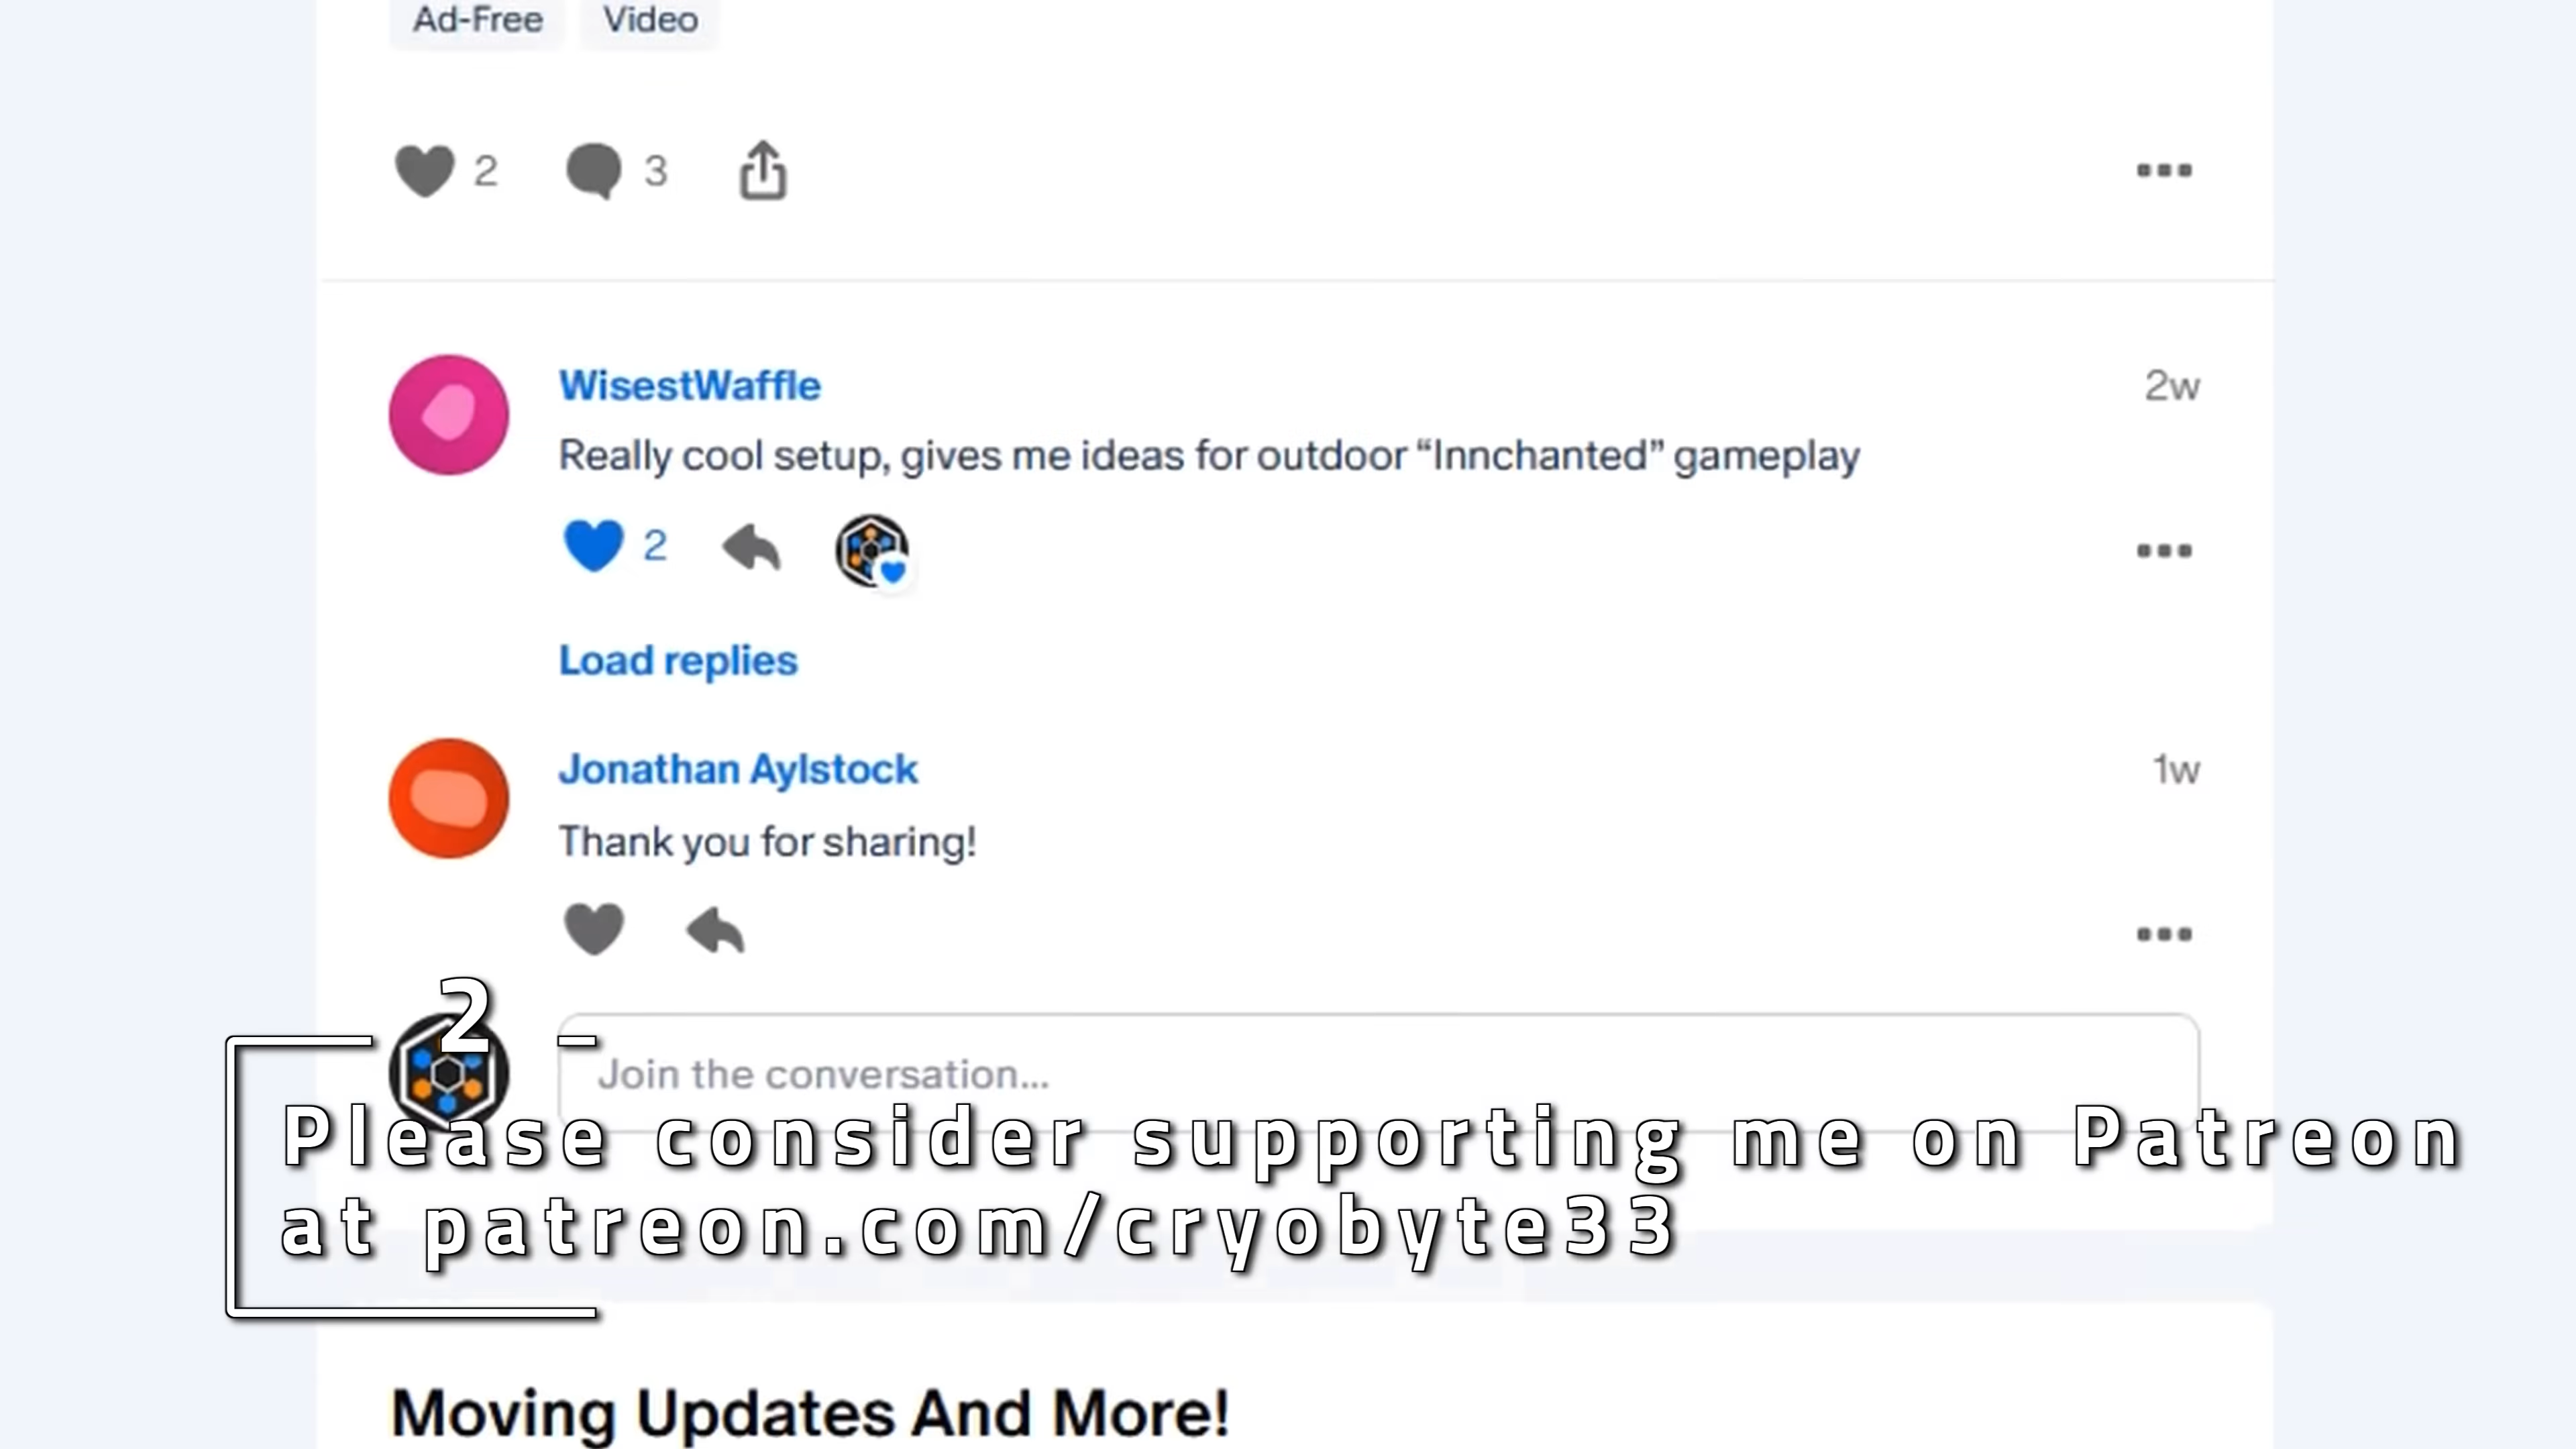 Ad-Free Video
2 3
WisestWaffle 2w
Really cool setup, gives me ideas for outdoor “Innchanted” gameplay
2
Load replies
Jonathan Aylstock 1w
Thank you for sharing!
2
Join the conversation...
Please consider supporting me on Patreon
at patreon.com/cryobyte33
Moving Updates And More!